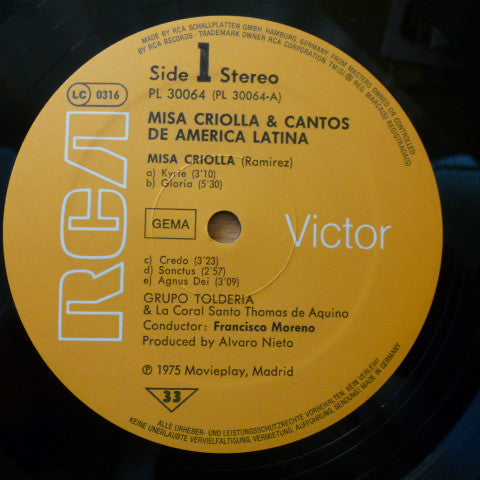 MADE BY RCA SCHALLPLATTEN GMBH, HAMBURG, GERMANY, FROM MASTERS OWNED OR CONTROLLED
BY RCA RECORDS · TRADEMARK OWNER RCA CORPORATION. TM(S) ® REG. MARCA(S) REGISTRADA(S)
Side 1 Stereo
PL 30064 (PL 30064-A)
LC 0316
MISA CRIOLLA & CANTOS
DE AMERICA LATINA
MISA CRIOLLA (Ramirez)
a) Kyrie (3'10)
b) Gloria (5'30)
GEMA
RCA
Victor
c) Credo (3'23)
d) Sanctus (2'57)
e) Agnus Dei (3'09)
GRUPO TOLDERIA
& La Coral Santo Thomas de Aquino
Conductor: Francisco Moreno
Produced by Alvaro Nieto
℗ 1975 Movieplay, Madrid
33
ALLE URHEBER- UND LEISTUNGSSCHUTZRECHTE VORBEHALTEN. KEIN VERLEIH!
KEINE UNERLAUBTE VERVIELFÄLTIGUNG, VERMIETUNG, AUFFÜHRUNG, SENDUNG! MADE IN GERMANY